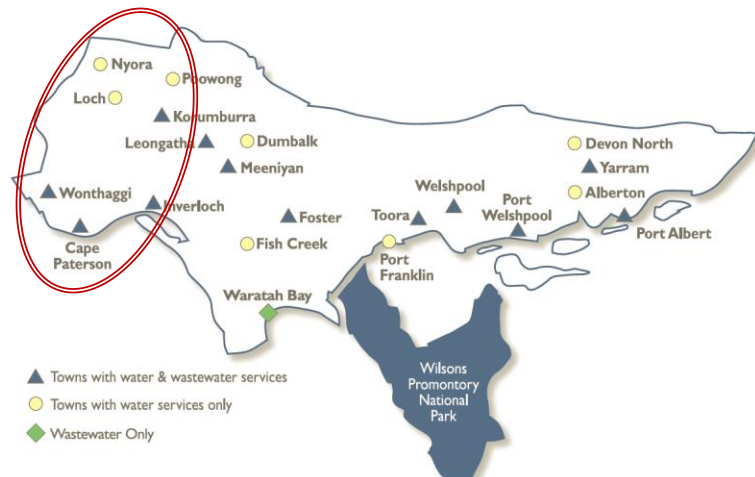 Nyora
Poowong
Loch
Korumburra
Leongatha
Dumbalk
Devon North
Meeniyan
Yarram
Wonthaggi
Inverloch
Welshpool
Port
Welshpool
Alberton
Foster
Toora
Cape
Paterson
Port Albert
Fish Creek
Port
Franklin
Waratah Bay
Wilsons
Promontory
National
Park
Towns with water & wastewater services
Towns with water services only
Wastewater Only